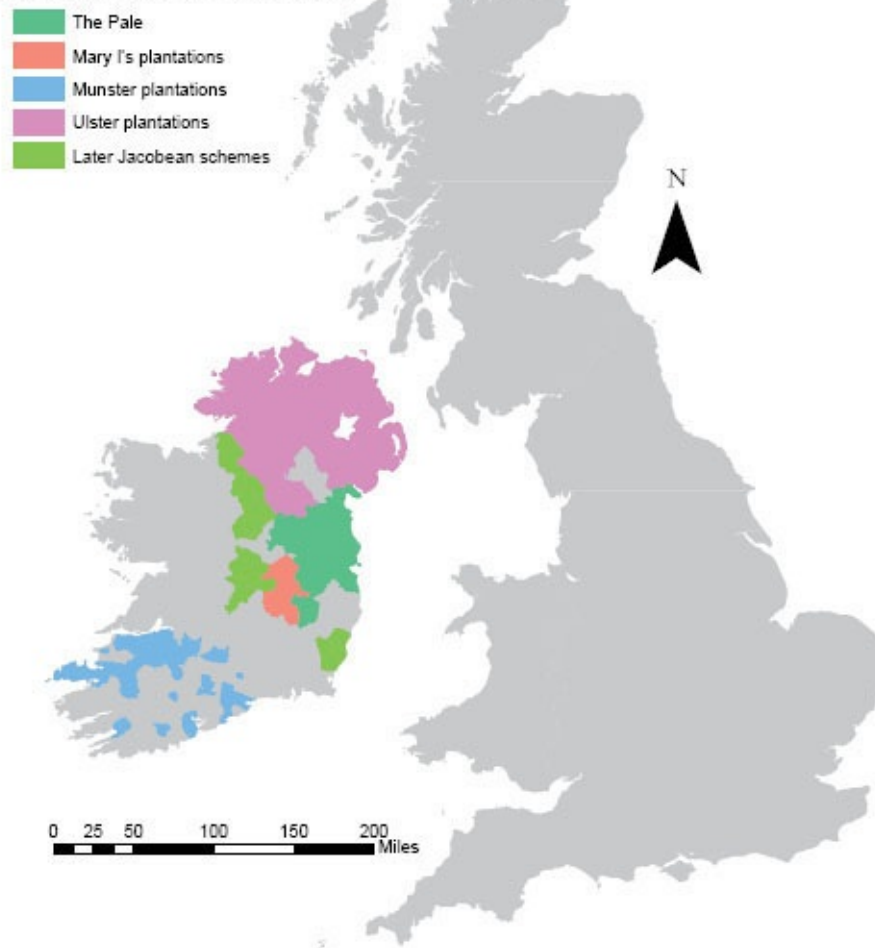 The Pale
Mary I's plantations
Munster plantations
Ulster plantations
Later Jacobean schemes
N
0 25 50 100 150 200
Miles